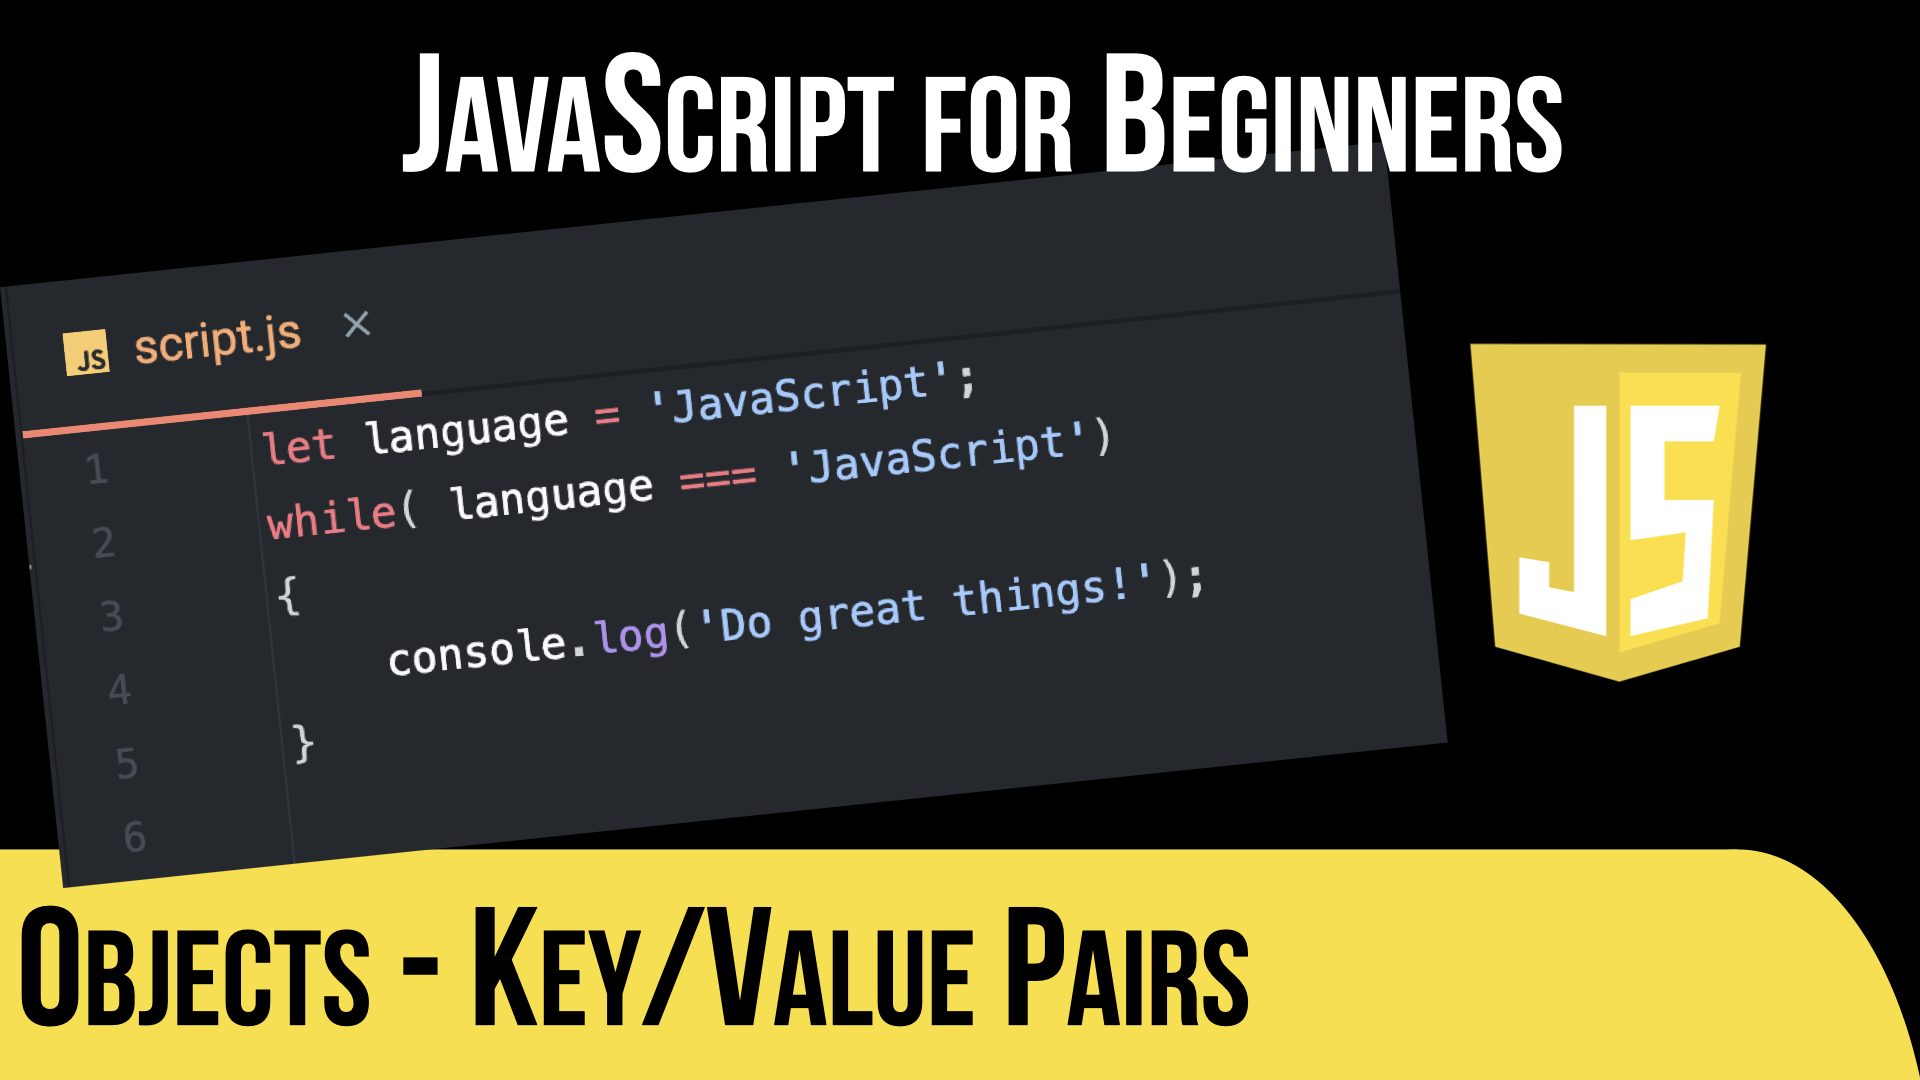 JavaScript for Beginners
JS script.js ×
1 let language = 'JavaScript';
2 while( language === 'JavaScript')
3 {
4 console.log('Do great things!');
5 }
6
JS
Objects - Key/Value Pairs